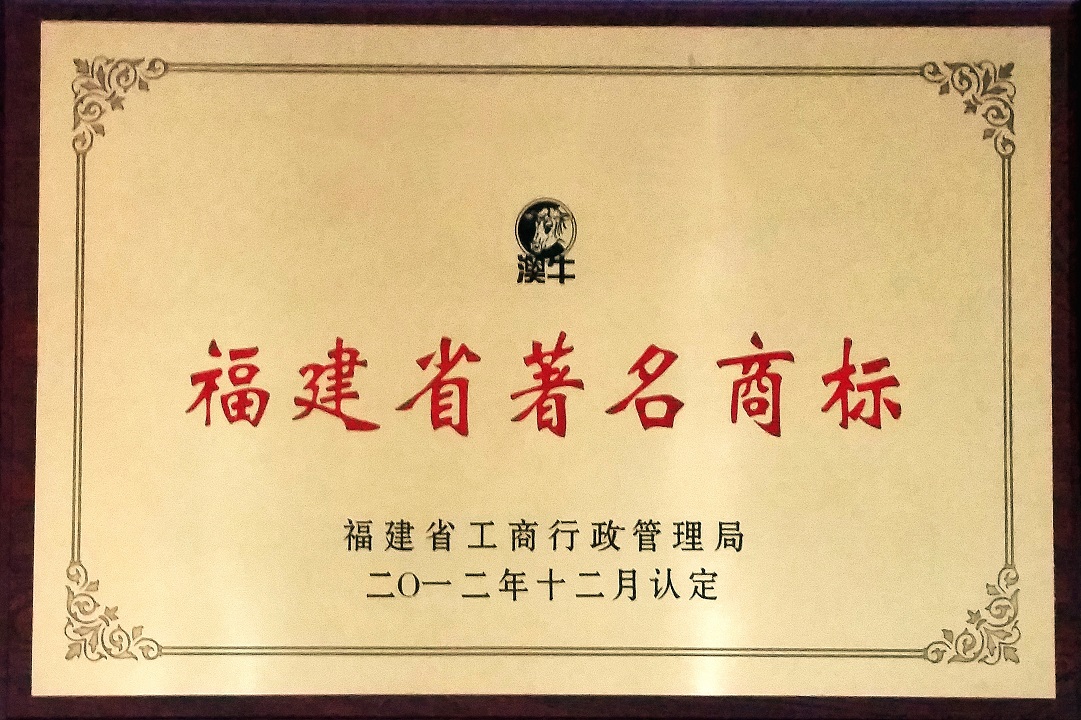 澳牛
福建省著名商标
福建省工商行政管理局
二〇一二年十二月认定